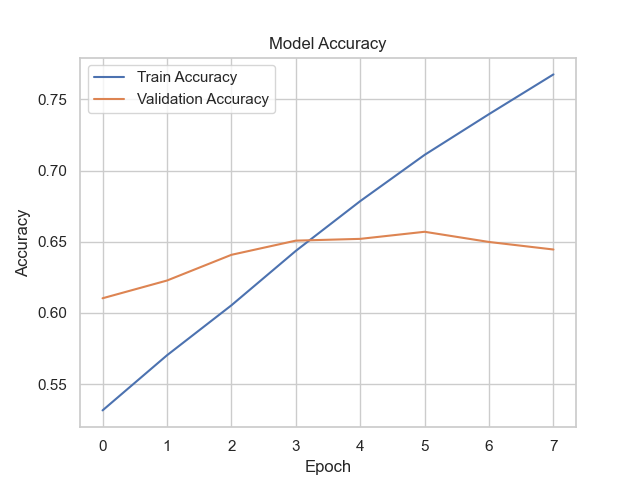 Model Accuracy
Train Accuracy
Validation Accuracy
0.75
0.70
0.65
0.60
0.55
Accuracy
0 1 2 3 4 5 6 7
Epoch